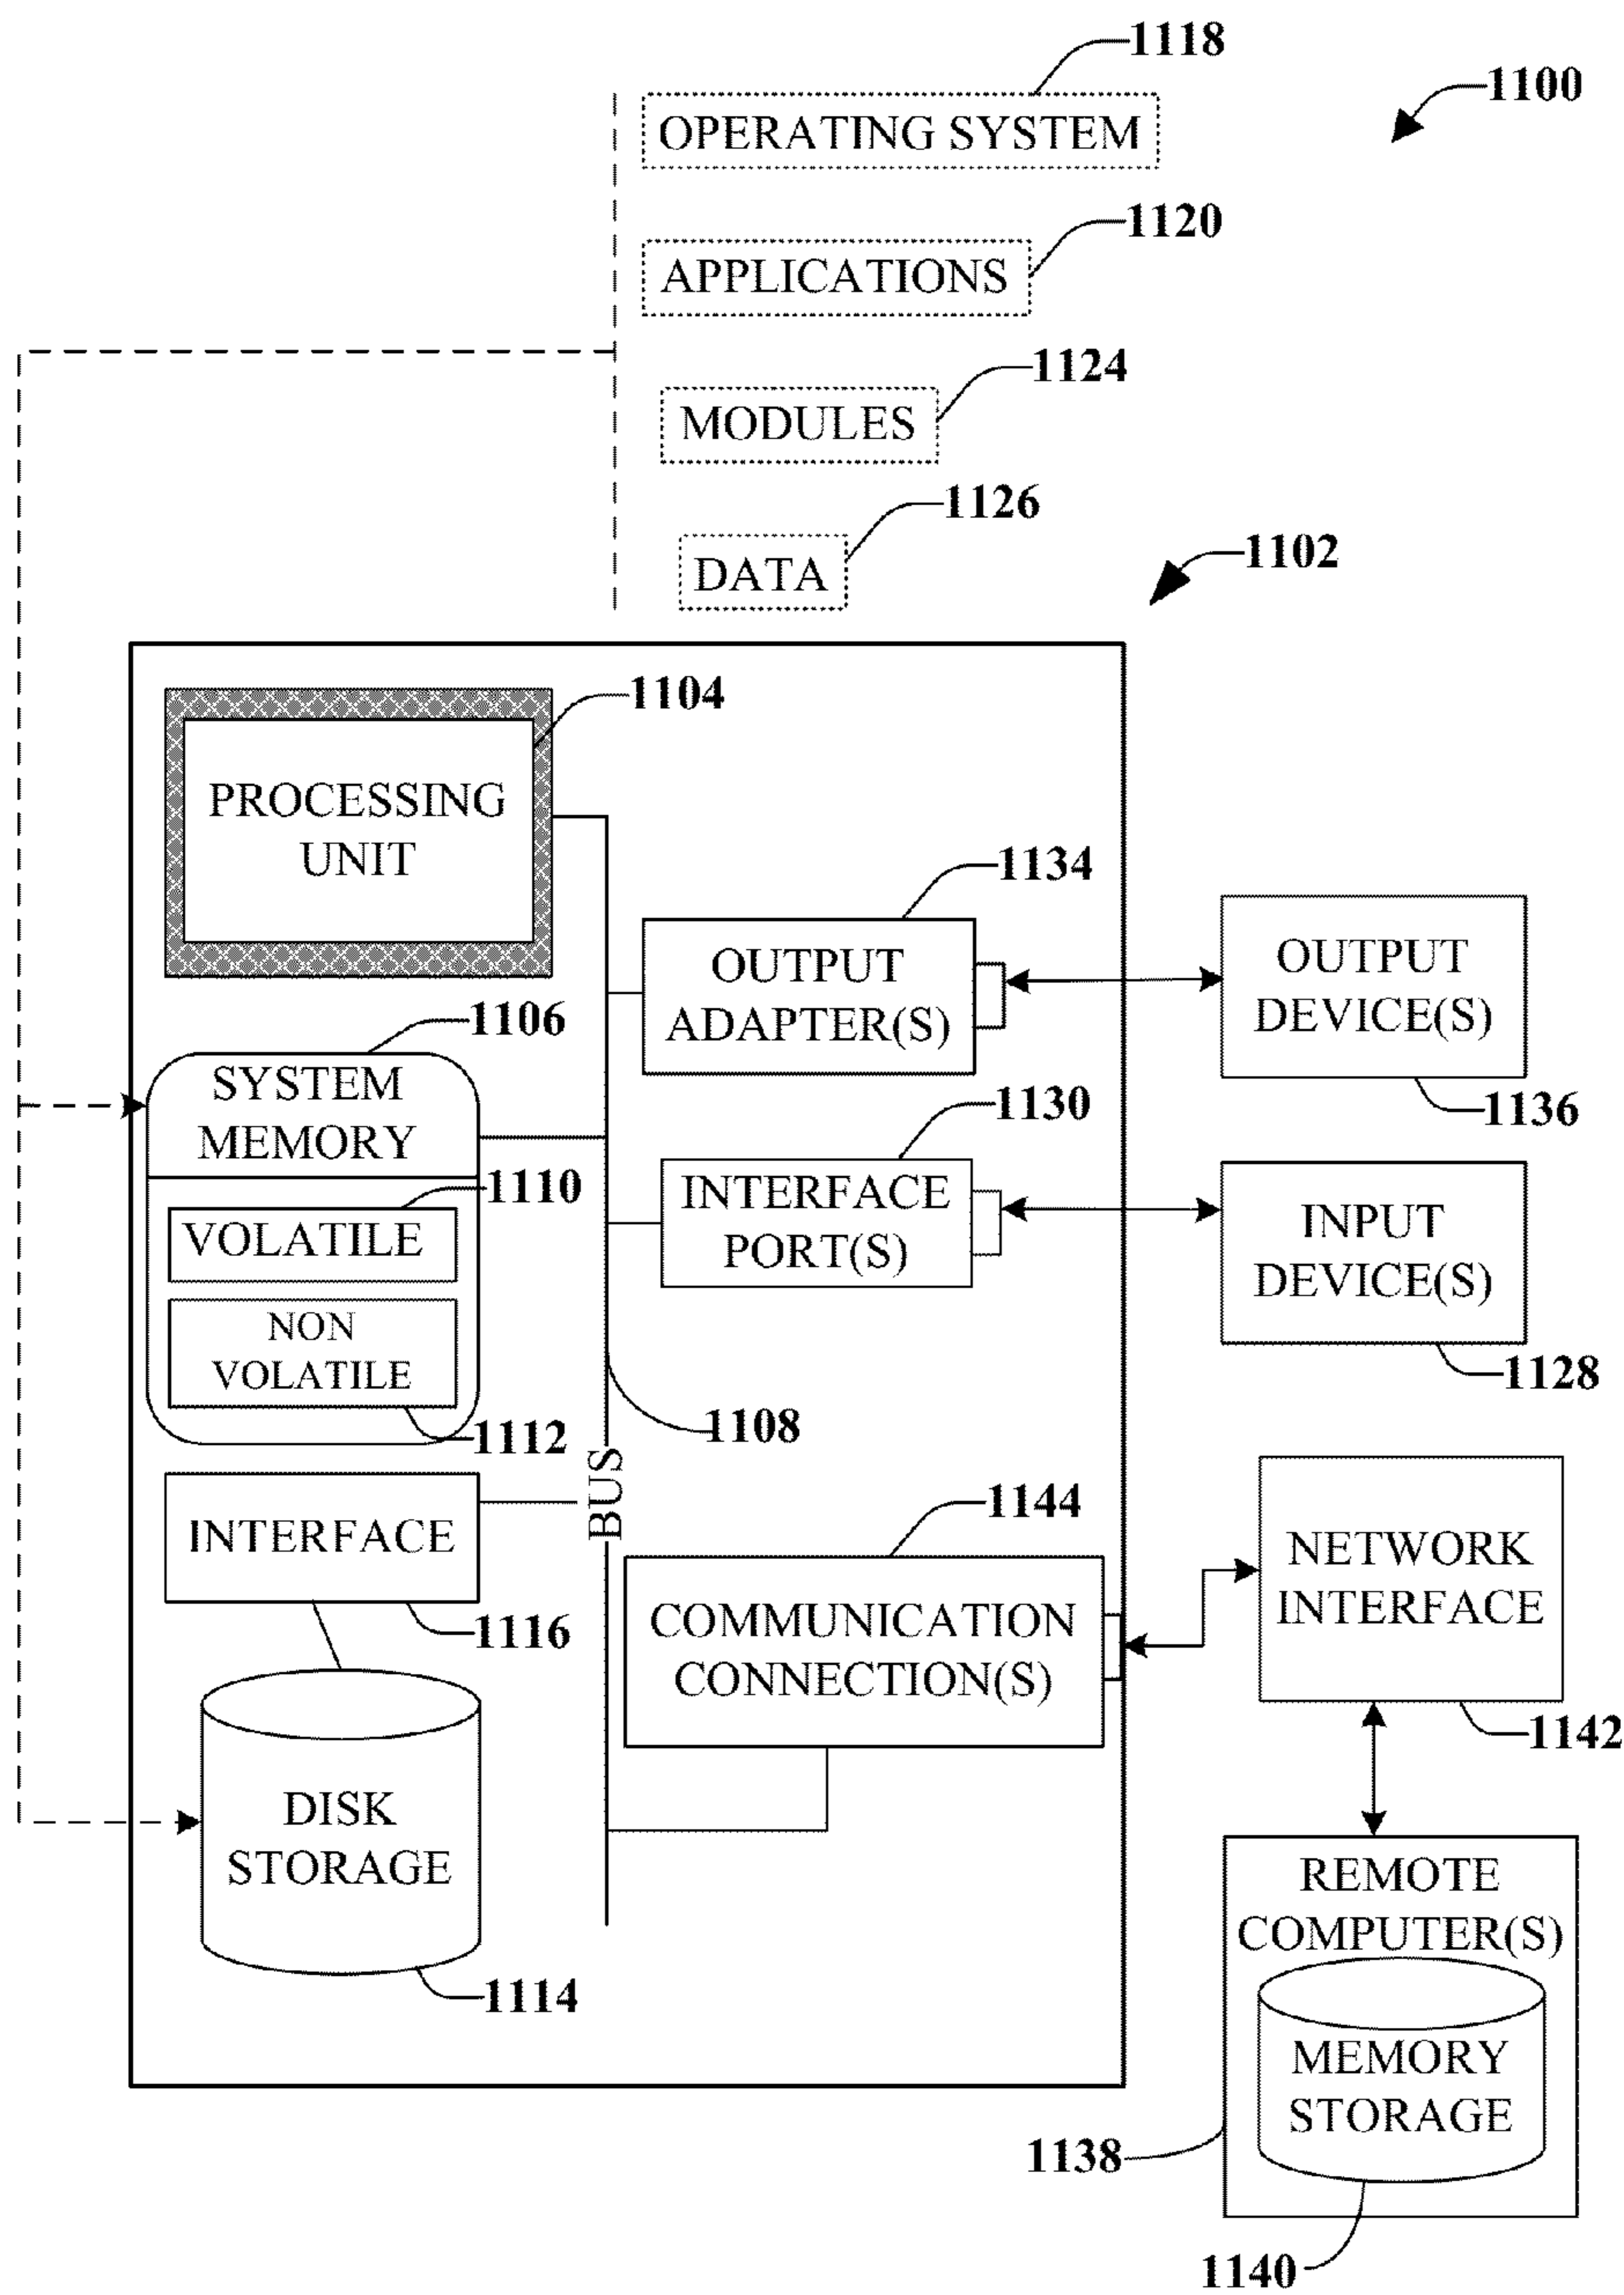 1118
1100
OPERATING SYSTEM
1120
APPLICATIONS
1124
MODULES
1126
DATA
1102
1104
PROCESSING
UNIT
1134
OUTPUT
ADAPTER(S)
OUTPUT
DEVICE(S)
1136
1106
SYSTEM
MEMORY
1130
INTERFACE
PORT(S)
INPUT
DEVICE(S)
1128
1110
VOLATILE
NON
VOLATILE
1112
1108
BUS
INTERFACE
1116
1144
COMMUNICATION
CONNECTION(S)
NETWORK
INTERFACE
1142
DISK
STORAGE
1114
REMOTE
COMPUTER(S)
MEMORY
STORAGE
1138
1140